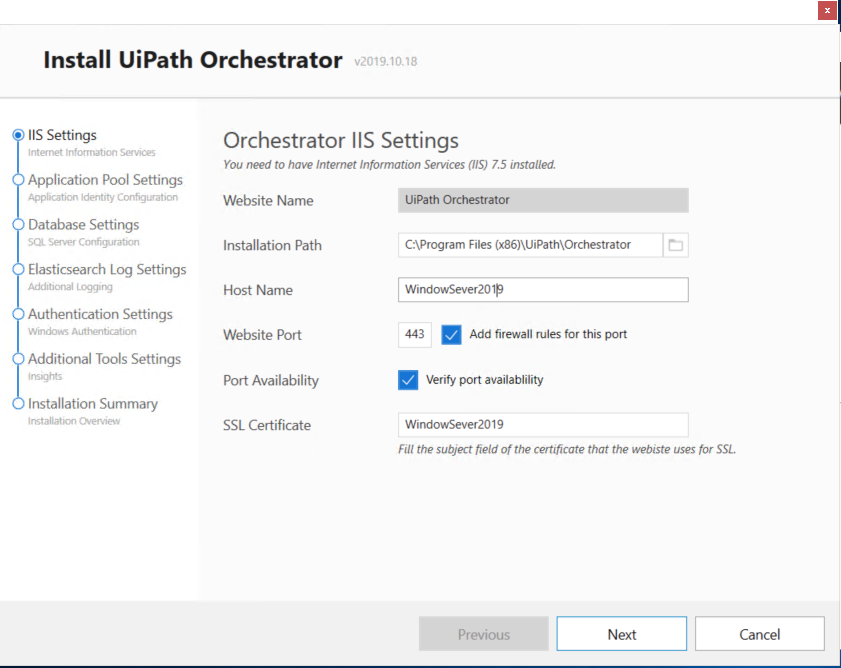 x
Install UiPath Orchestrator v2019.10.18
IIS Settings
Internet Information Services
Application Pool Settings
Application Identity Configuration
Database Settings
SQL Server Configuration
Elasticsearch Log Settings
Additional Logging
Authentication Settings
Windows Authentication
Additional Tools Settings
Insights
Installation Summary
Installation Overview
Orchestrator IIS Settings
You need to have Internet Information Services (IIS) 7.5 installed.
Website Name UiPath Orchestrator
Installation Path C:\Program Files (x86)\UiPath\Orchestrator
Host Name WindowSever2019
Website Port 443 Add firewall rules for this port
Port Availability Verify port availablility
SSL Certificate WindowSever2019
Fill the subject field of the certificate that the webiste uses for SSL.
Previous Next Cancel